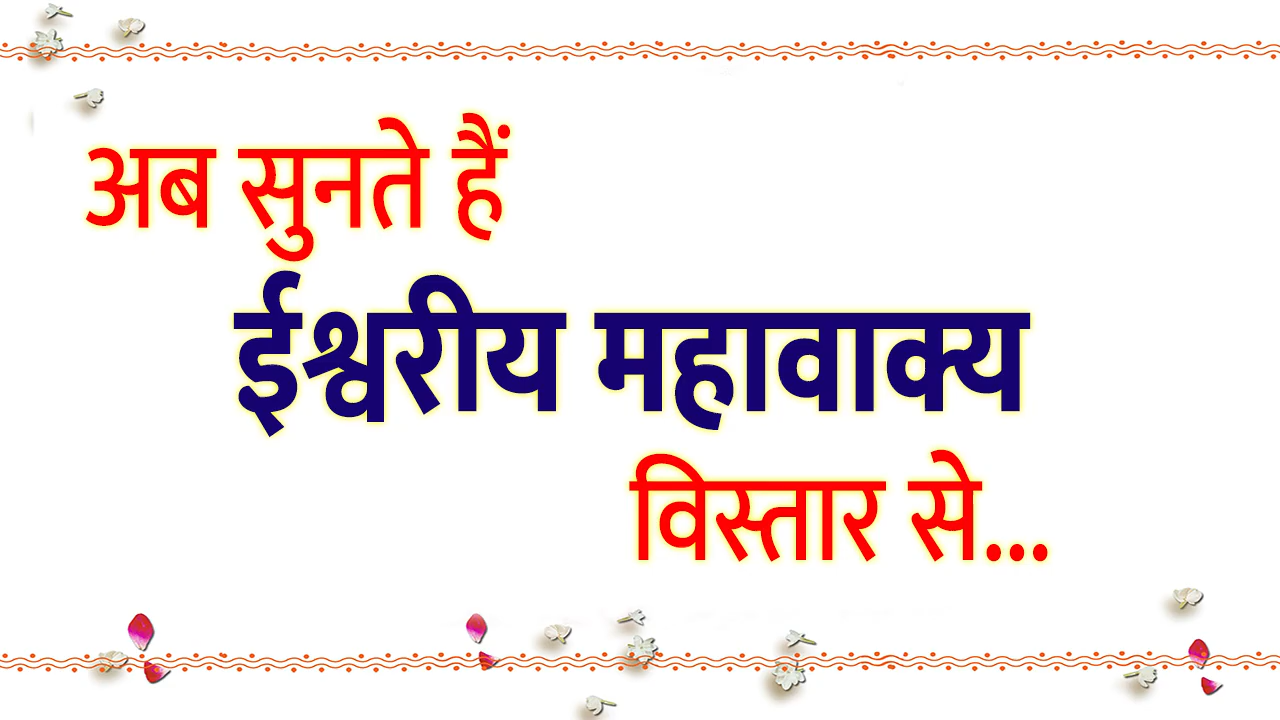 अब सुनते हैं
ईश्वरीय महावाक्य
विस्तार से...